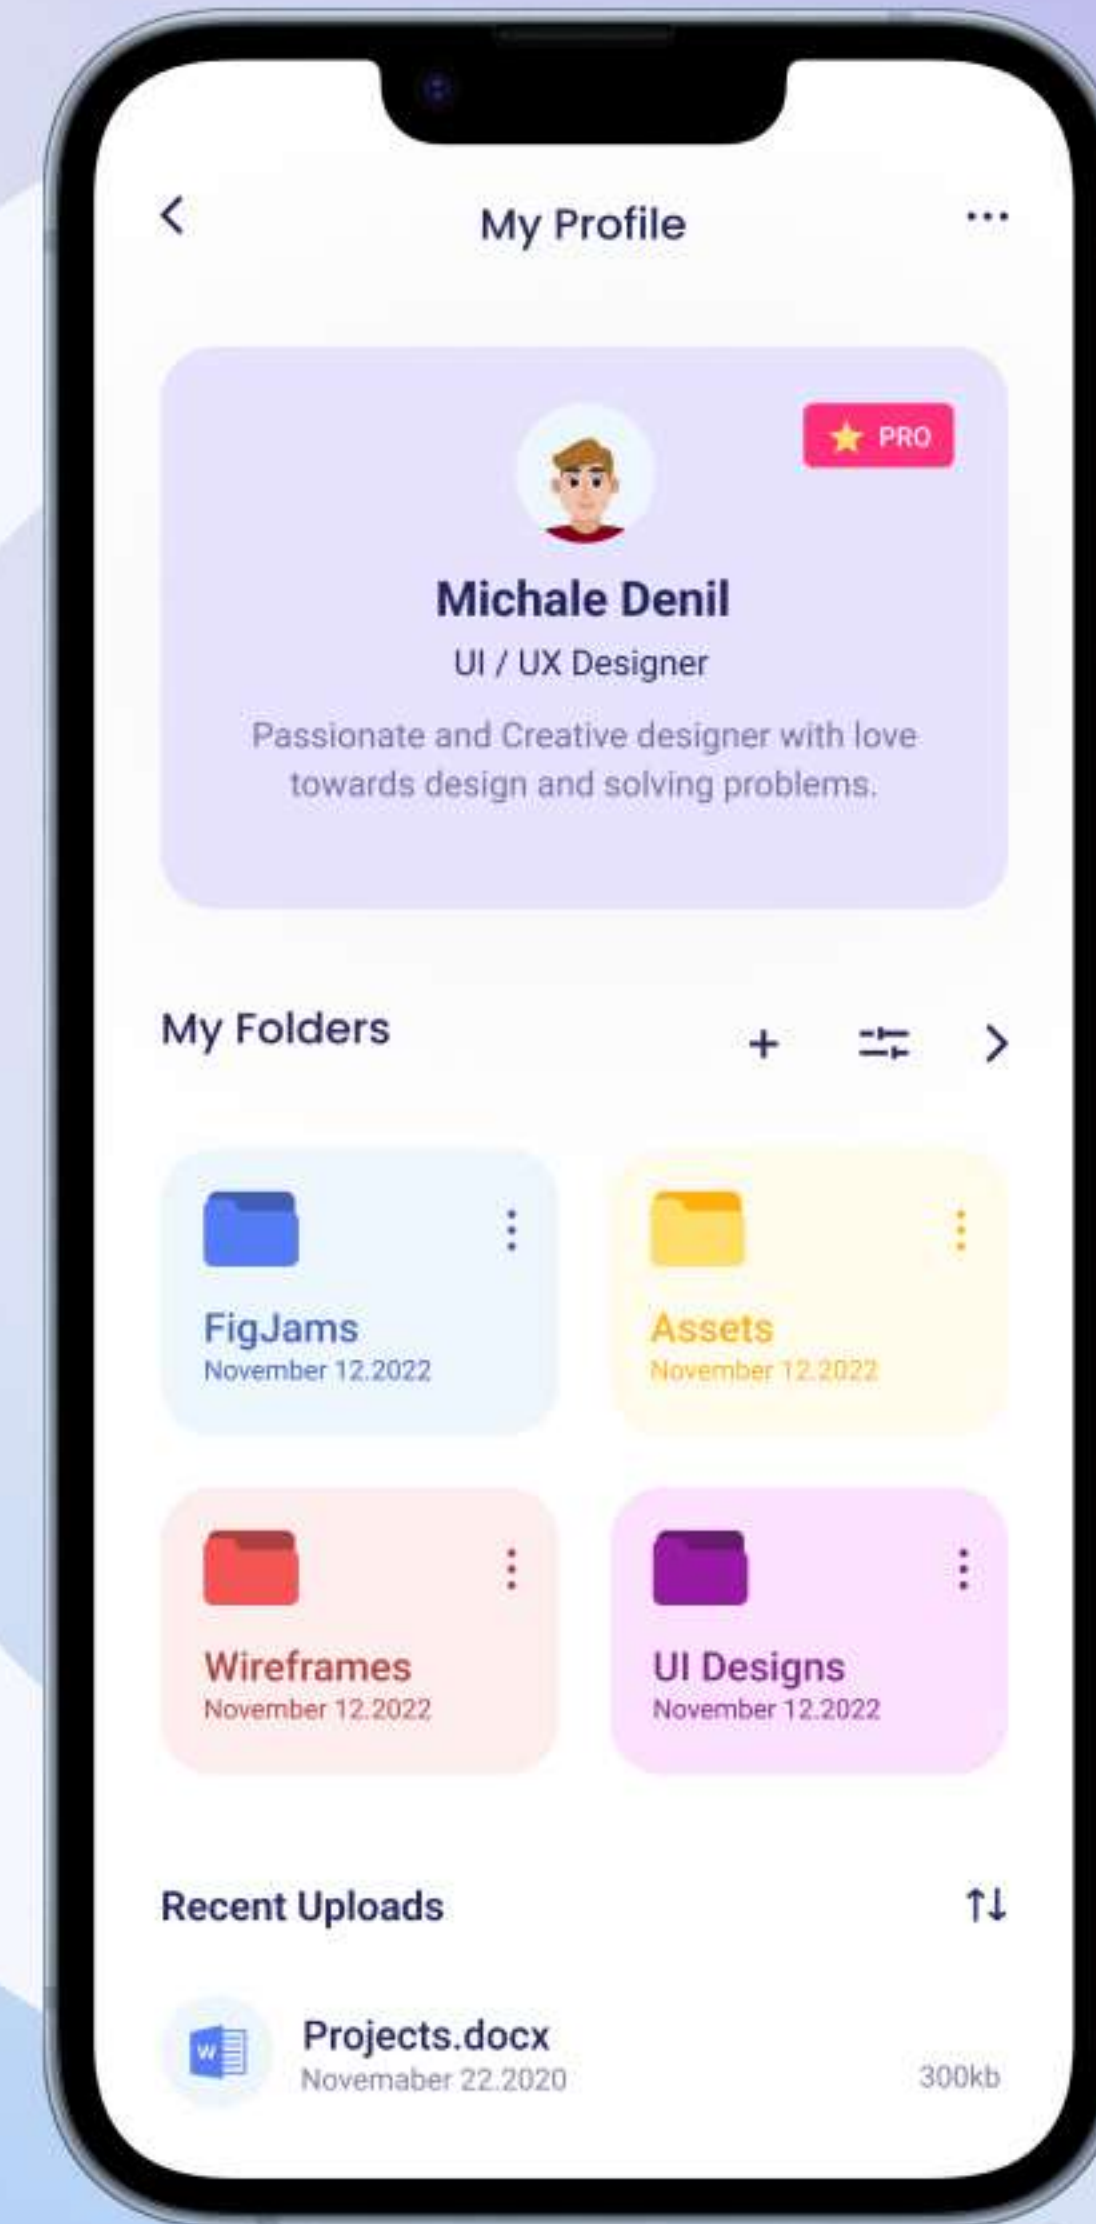 My Profile
PRO
Michale Denil
UI / UX Designer
Passionate and Creative designer with love
towards design and solving problems.
My Folders
FigJams
November 12.2022
Assets
November 12.2022
Wireframes
November 12.2022
UI Designs
November 12.2022
Recent Uploads
W
Projects.docx
Novemaber 22.2020
300kb